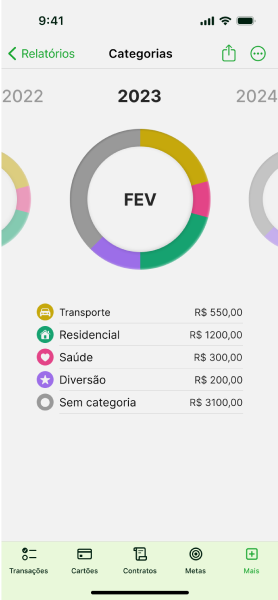 9:41
Relatórios Categorias
2022 2023 2024
FEV
Transporte R$ 550,00
Residencial R$ 1200,00
Saúde R$ 300,00
Diversão R$ 200,00
Sem categoria R$ 3100,00
Transações Cartões Contratos Metas Mais